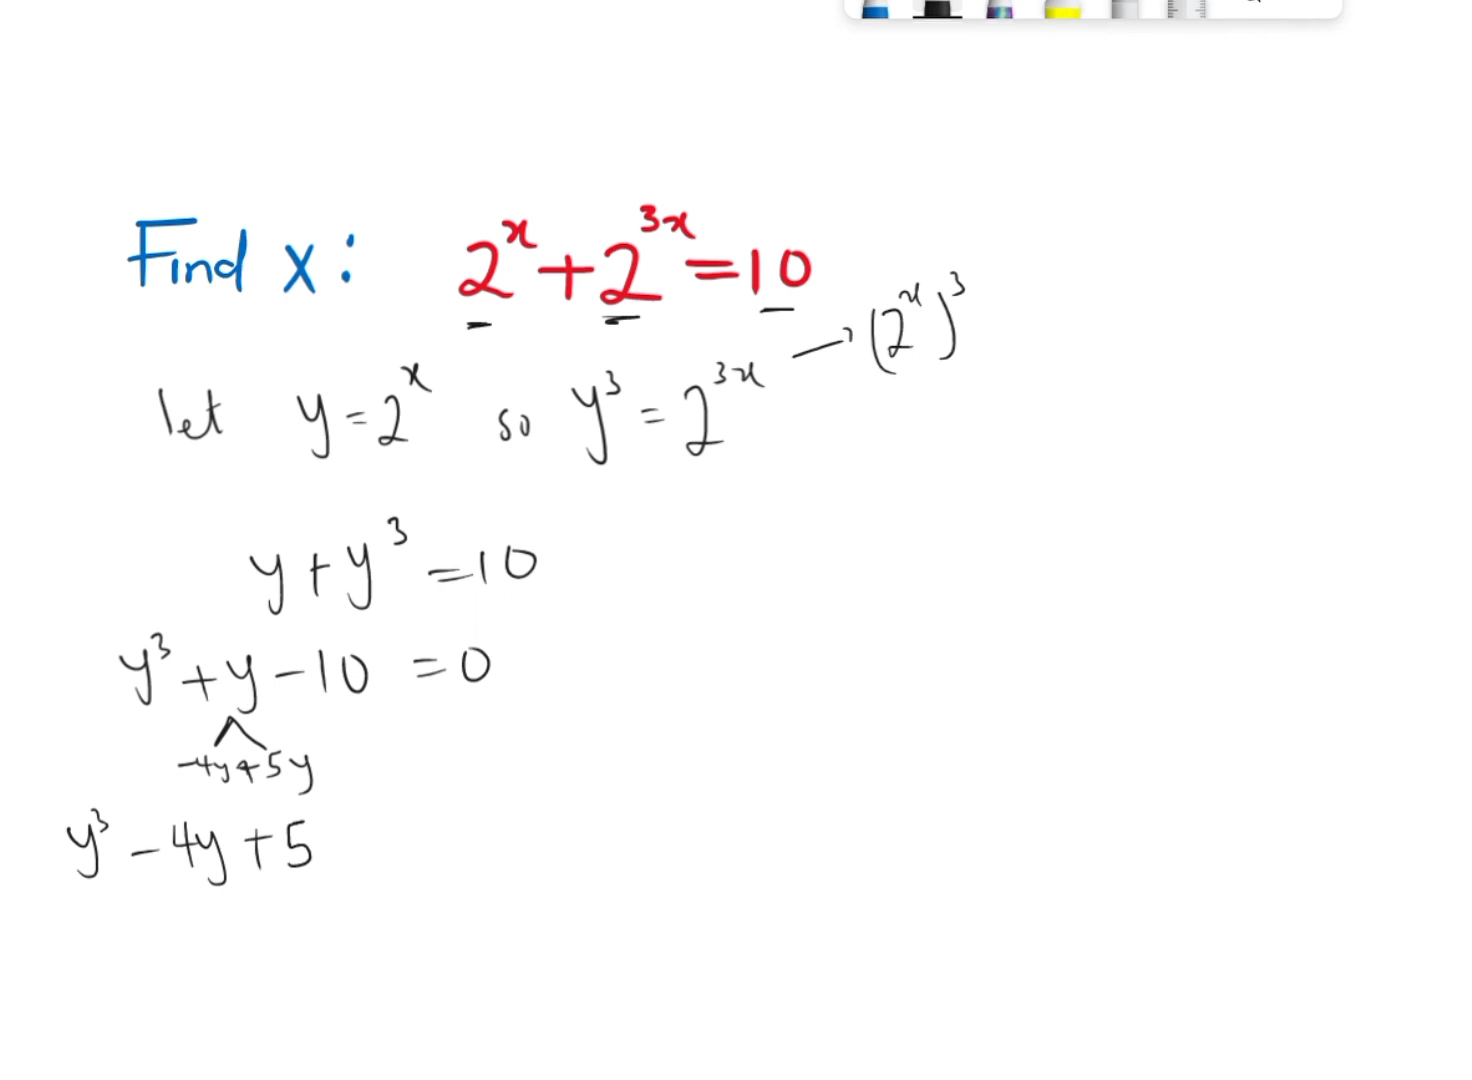 Find x: 2^x + 2^{3x} = 10
let y = 2^x so y^3 = 2^{3x} → (2^x)^3
y + y^3 = 10
y^3 + y - 10 = 0
-4y+5y
y^3 - 4y + 5